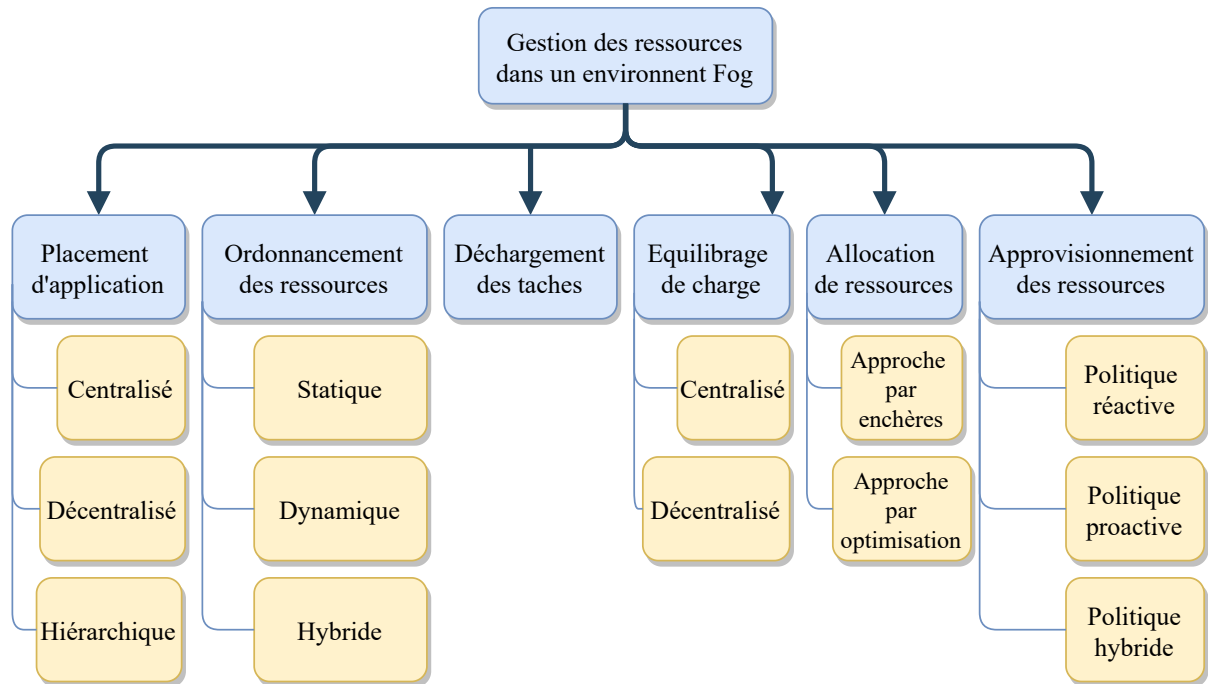 Gestion des ressources
dans un environnent Fog
Placement
d'application
Ordonnancement
des ressources
Déchargement
des taches
Equilibrage
de charge
Allocation
de ressources
Approvisionnement
des ressources
Centralisé
Décentralisé
Hiérarchique
Statique
Dynamique
Hybride
Centralisé
Décentralisé
Approche
par
enchères
Approche
par
optimisation
Politique
réactive
Politique
proactive
Politique
hybride